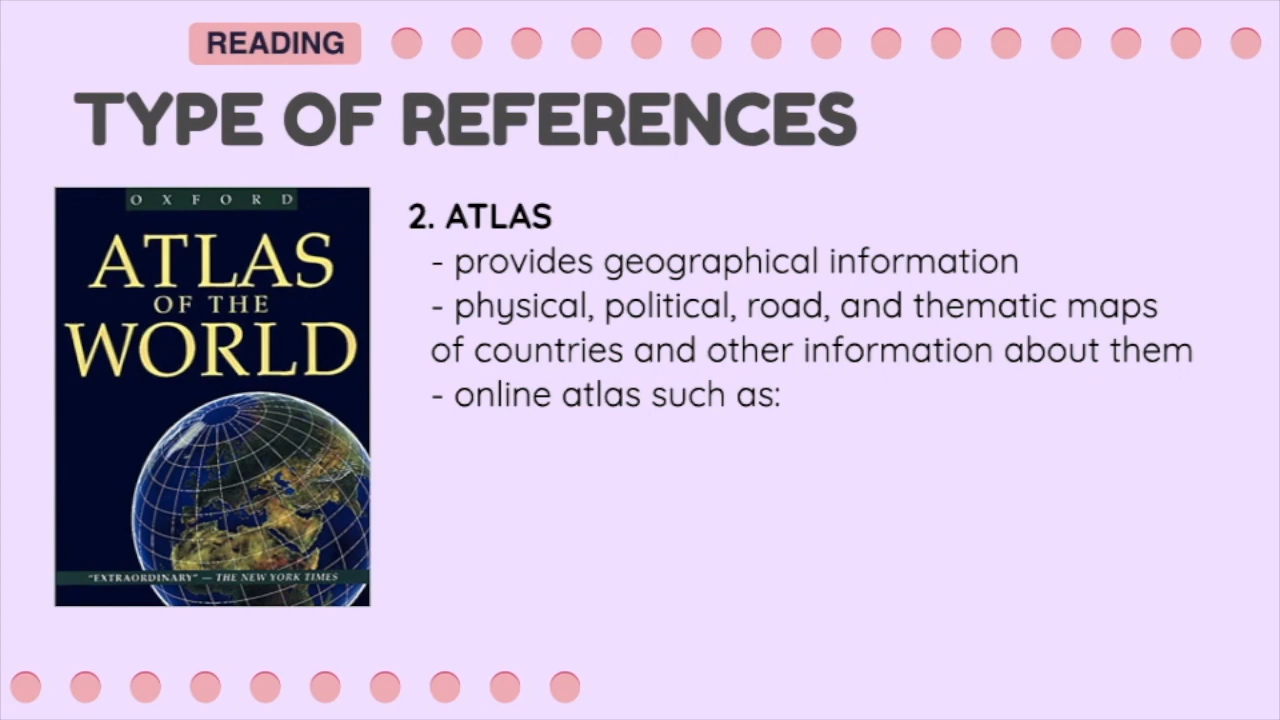 READING
TYPE OF REFERENCES
OXFORD
ATLAS
OF THE
WORLD
"EXTRAORDINARY" — THE NEW YORK TIMES
2. ATLAS
- provides geographical information
- physical, political, road, and thematic maps
of countries and other information about them
- online atlas such as: